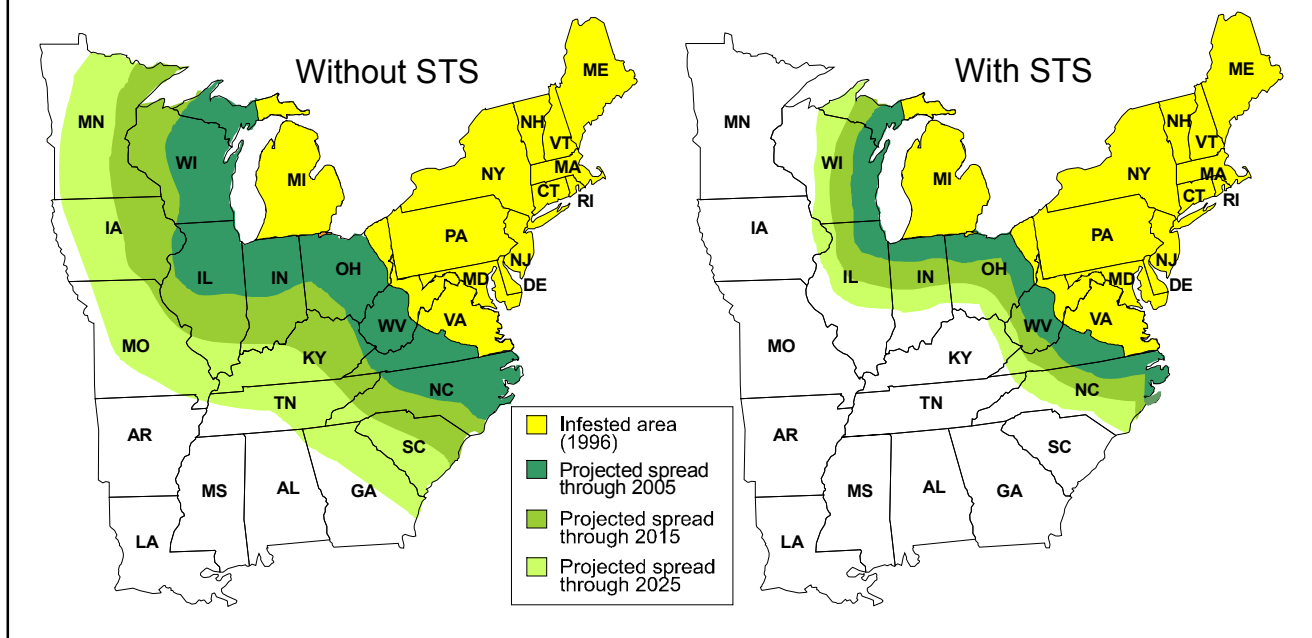 Without STS
ME
MN
NH
VT
WI
MA
NY
MI
CT
RI
IA
PA
NJ
OH
IL
IN
MD
DE
WV
VA
MO
KY
NC
TN
AR
SC
MS
AL
GA
LA
Infested area
(1996)
Projected spread
through 2005
Projected spread
through 2015
Projected spread
through 2025
With STS
ME
MN
NH
VT
WI
MA
NY
MI
CT
RI
IA
PA
NJ
OH
IL
IN
MD
DE
WV
VA
MO
KY
NC
TN
AR
SC
MS
AL
GA
LA